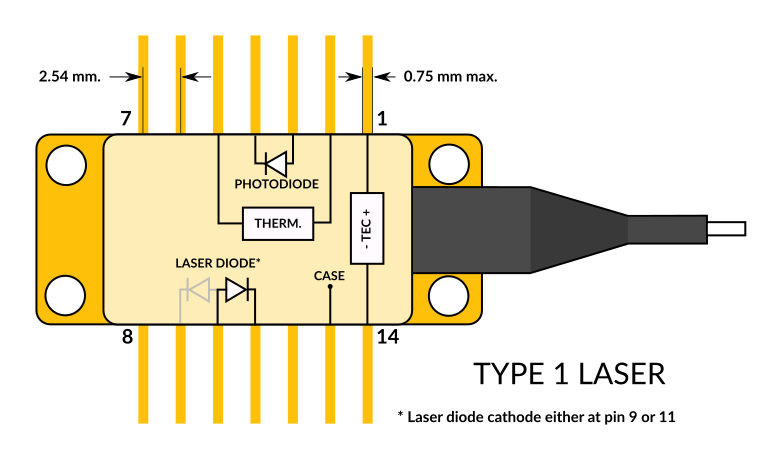 2.54 mm.
0.75 mm max.
7
1
PHOTODIODE
THERM.
- TEC +
LASER DIODE*
CASE
8
14
TYPE 1 LASER
* Laser diode cathode either at pin 9 or 11